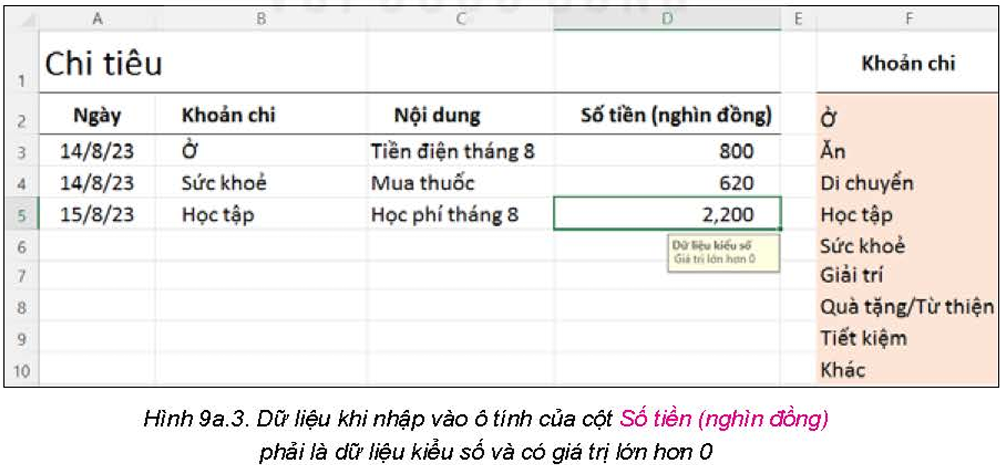 A B C D E F
1 Chi tiêu Khoản chi
2 Ngày Khoản chi Nội dung Số tiền (nghìn đồng) Ở
3 14/8/23 Ở Tiền điện tháng 8 800 Ăn
4 14/8/23 Sức khoẻ Mua thuốc 620 Di chuyển
5 15/8/23 Học tập Học phí tháng 8 2,200 Học tập
6 Dữ liệu kiểu số Sức khoẻ
Giá trị lớn hơn 0
7 Giải trí
8 Quà tặng/Từ thiện
9 Tiết kiệm
10 Khác
Hình 9a.3. Dữ liệu khi nhập vào ô tính của cột Số tiền (nghìn đồng)
phải là dữ liệu kiểu số và có giá trị lớn hơn 0